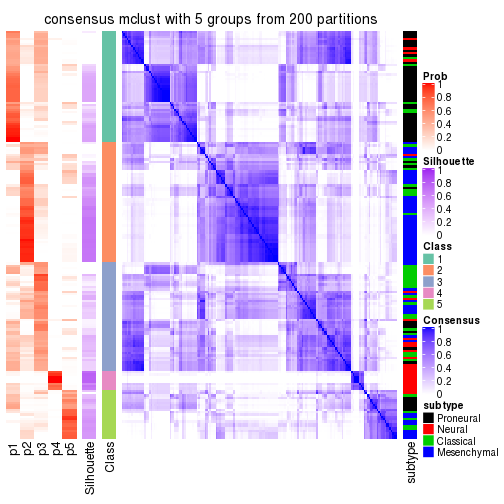 consensus mclust with 5 groups from 200 partitions
Prob
1
0.8
0.6
0.4
0.2
0
Silhouette
1
0.8
0.6
0.4
0.2
0
Class
1
2
3
4
5
Consensus
1
0.8
0.6
0.4
0.2
0
subtype
Proneural
Neural
Classical
Mesenchymal
p1
p2
p3
p4
p5
Silhouette
Class
subtype